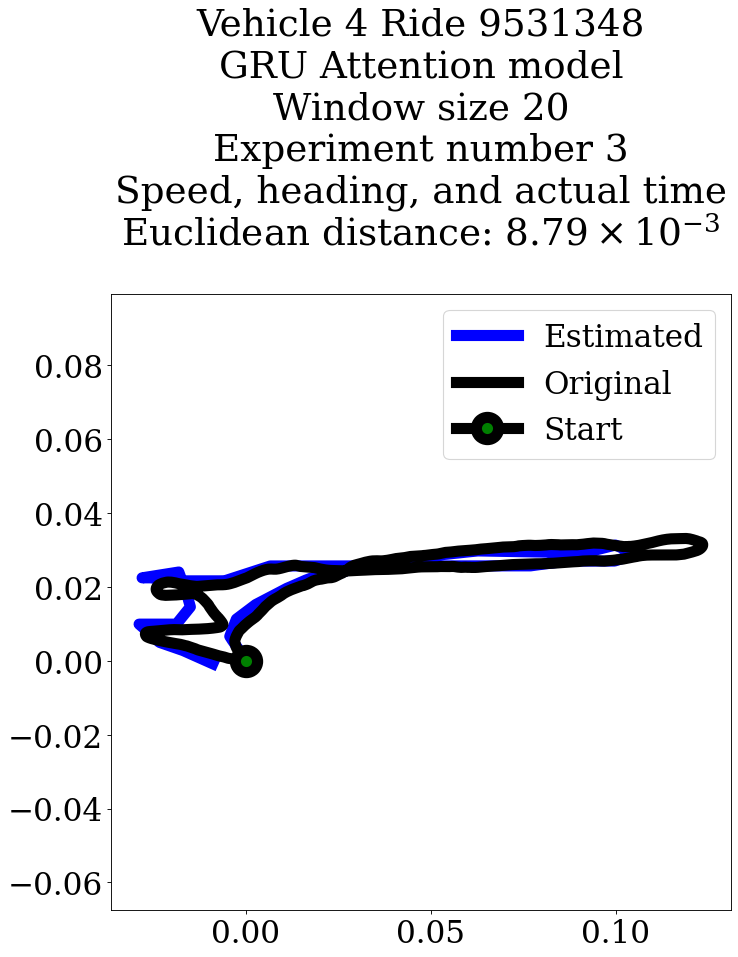 Vehicle 4 Ride 9531348
GRU Attention model
Window size 20
Experiment number 3
Speed, heading, and actual time
Euclidean distance: 8.79 × 10⁻³
Estimated
Original
Start
0.08
0.06
0.04
0.02
0.00
−0.02
−0.04
−0.06
0.00 0.05 0.10